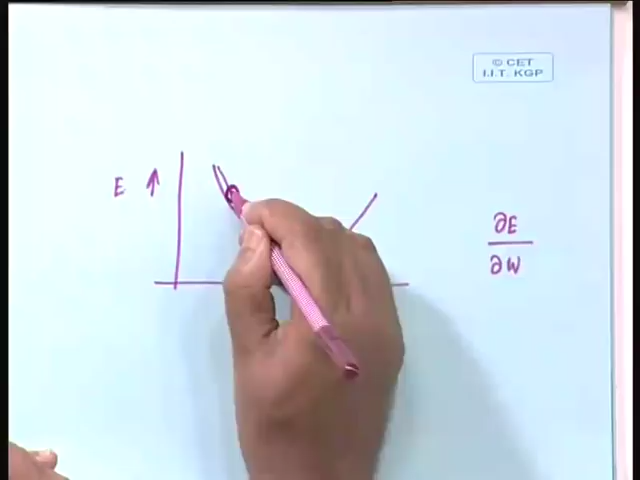 © CET
I.I.T. KGP
E ↑
∂E
∂W